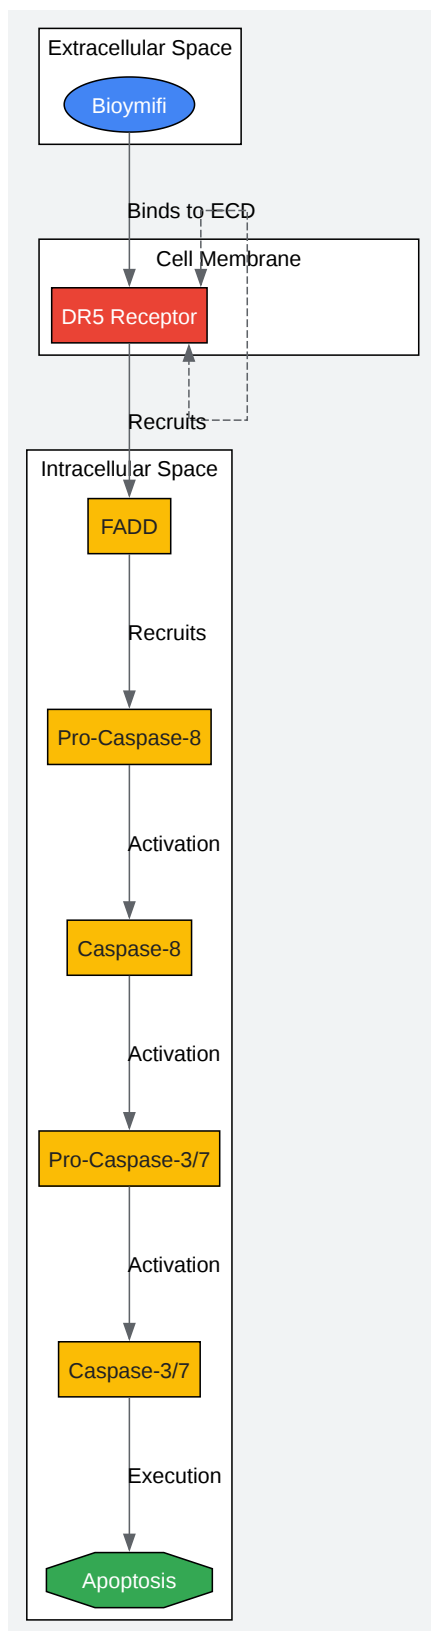 Extracellular Space
Bioymifi
Binds to ECD
Cell Membrane
DR5 Receptor
Recruits
Intracellular Space
FADD
Recruits
Pro-Caspase-8
Activation
Caspase-8
Activation
Pro-Caspase-3/7
Activation
Caspase-3/7
Execution
Apoptosis